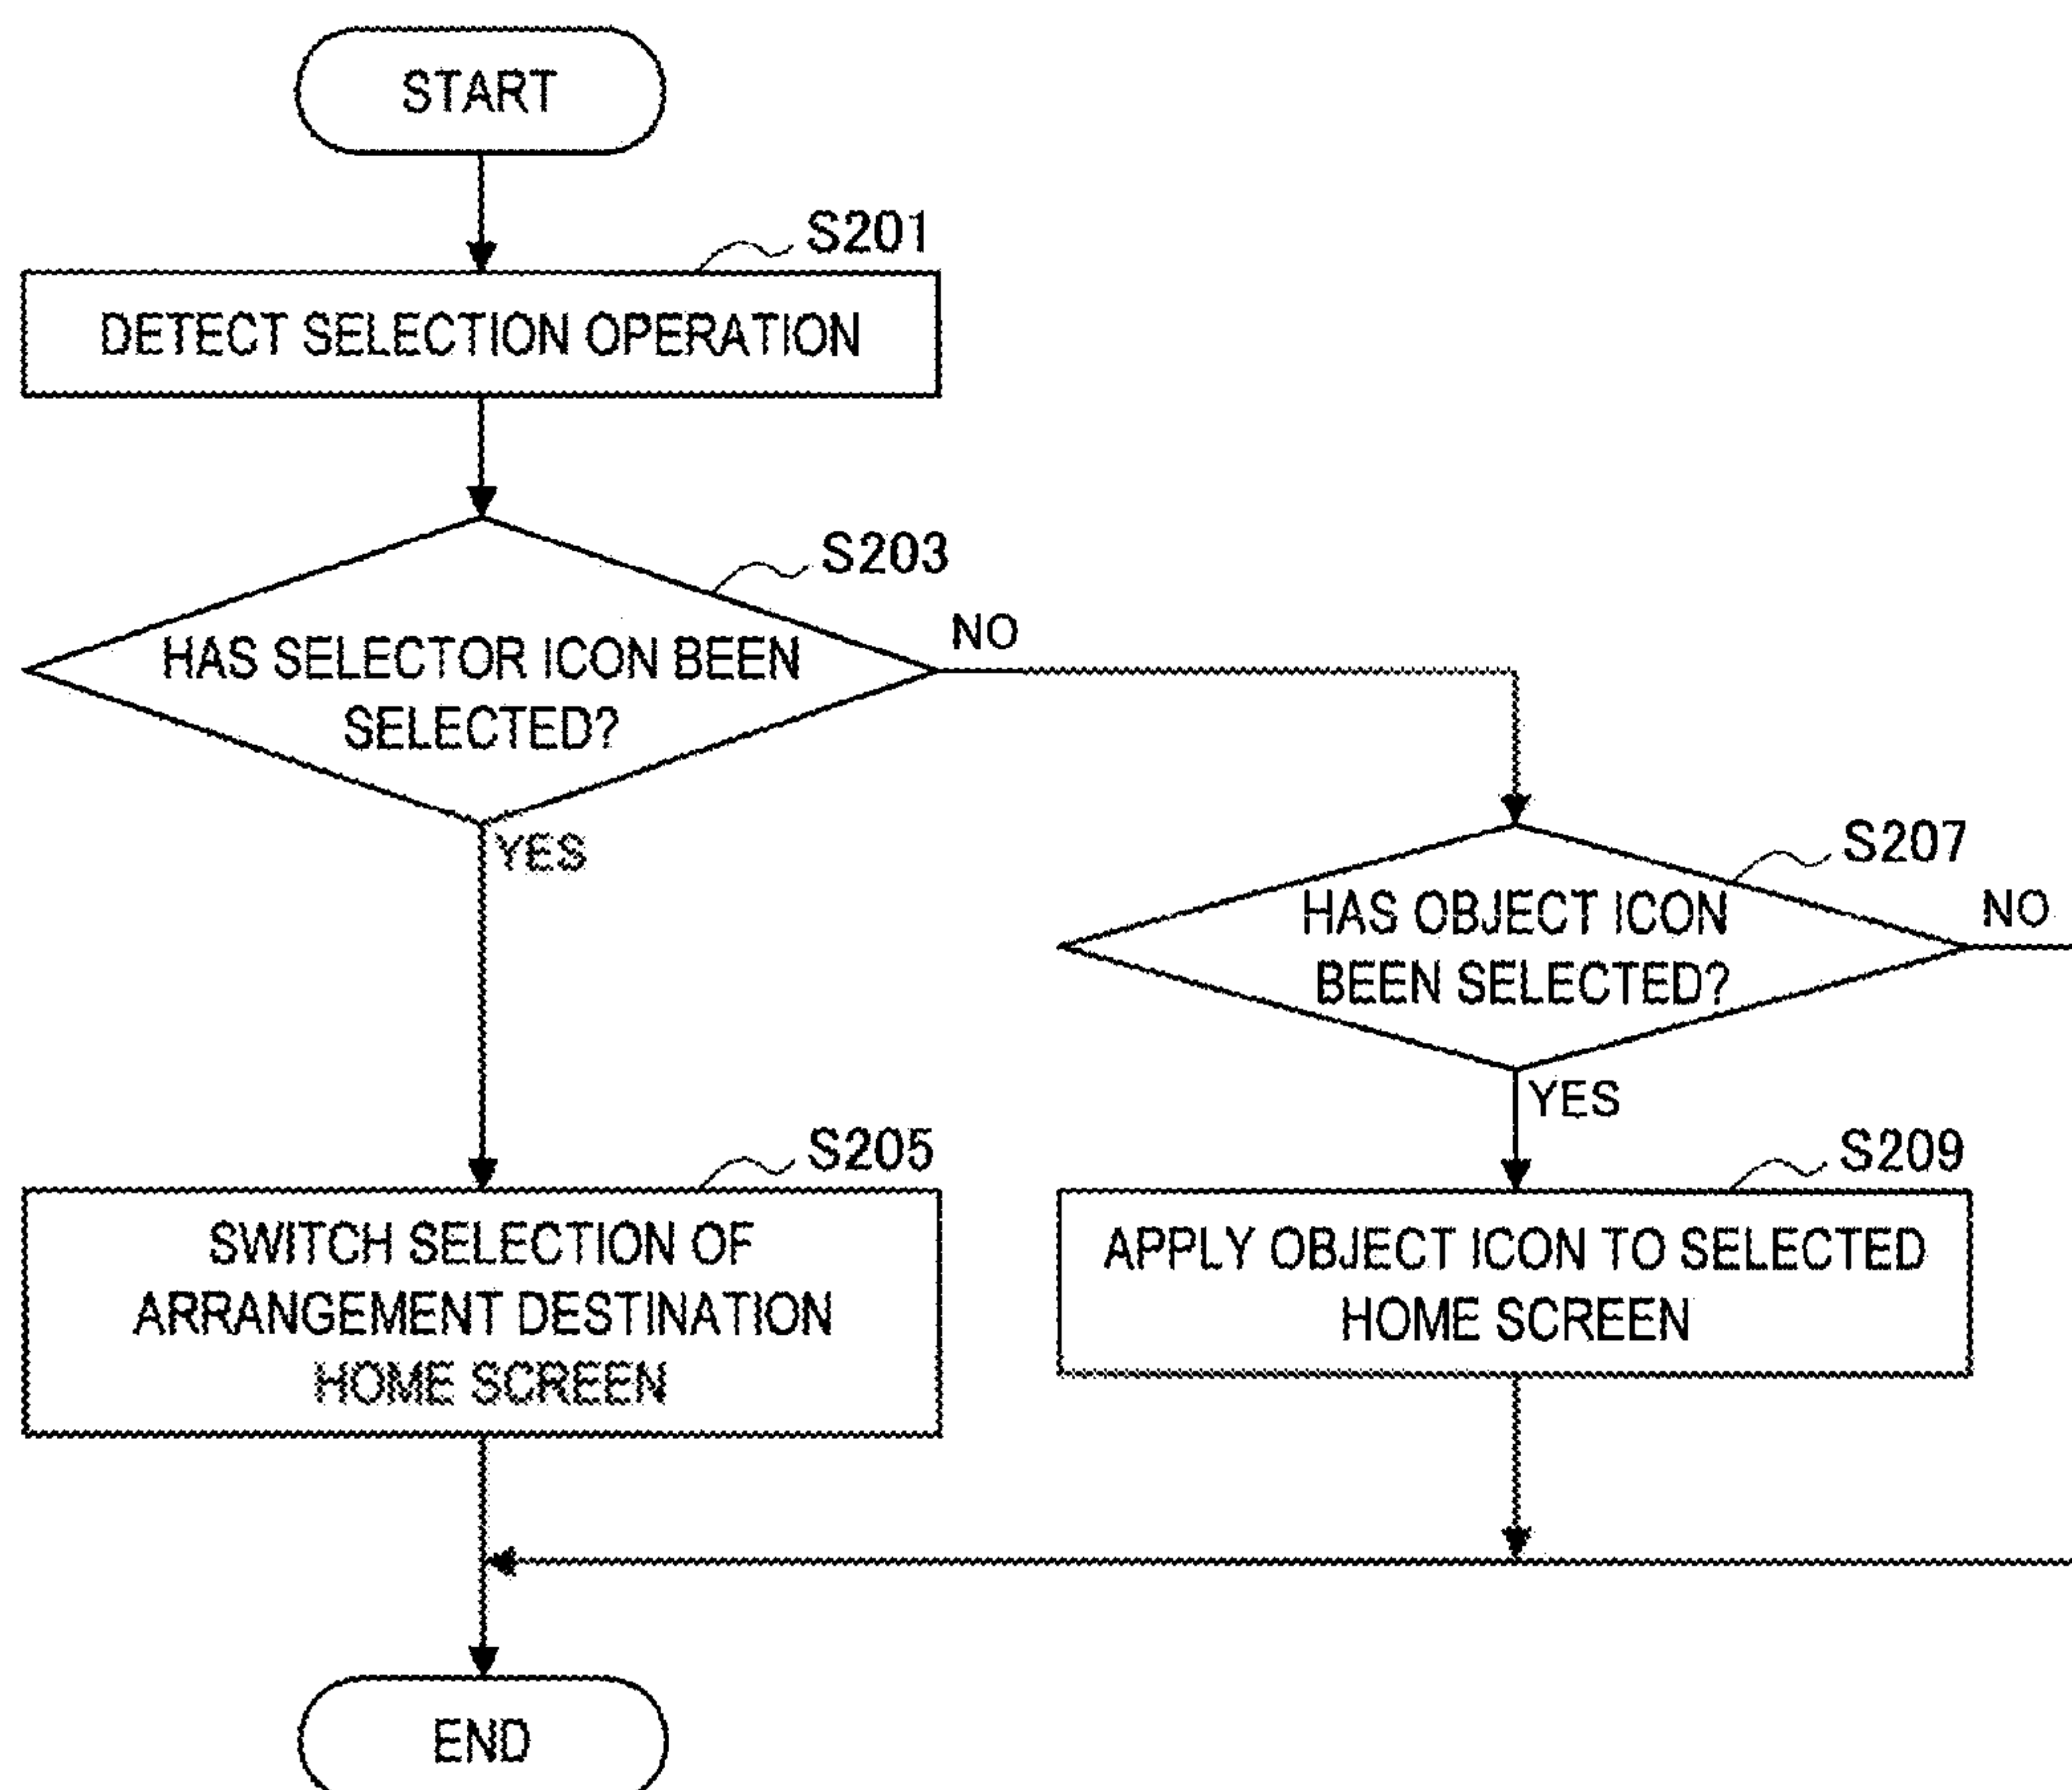 START
S201
DETECT SELECTION OPERATION
S203
HAS SELECTOR ICON BEEN
SELECTED?
NO
YES
S207
HAS OBJECT ICON
BEEN SELECTED?
NO
YES
S205
SWITCH SELECTION OF
ARRANGEMENT DESTINATION
HOME SCREEN
S209
APPLY OBJECT ICON TO SELECTED
HOME SCREEN
END